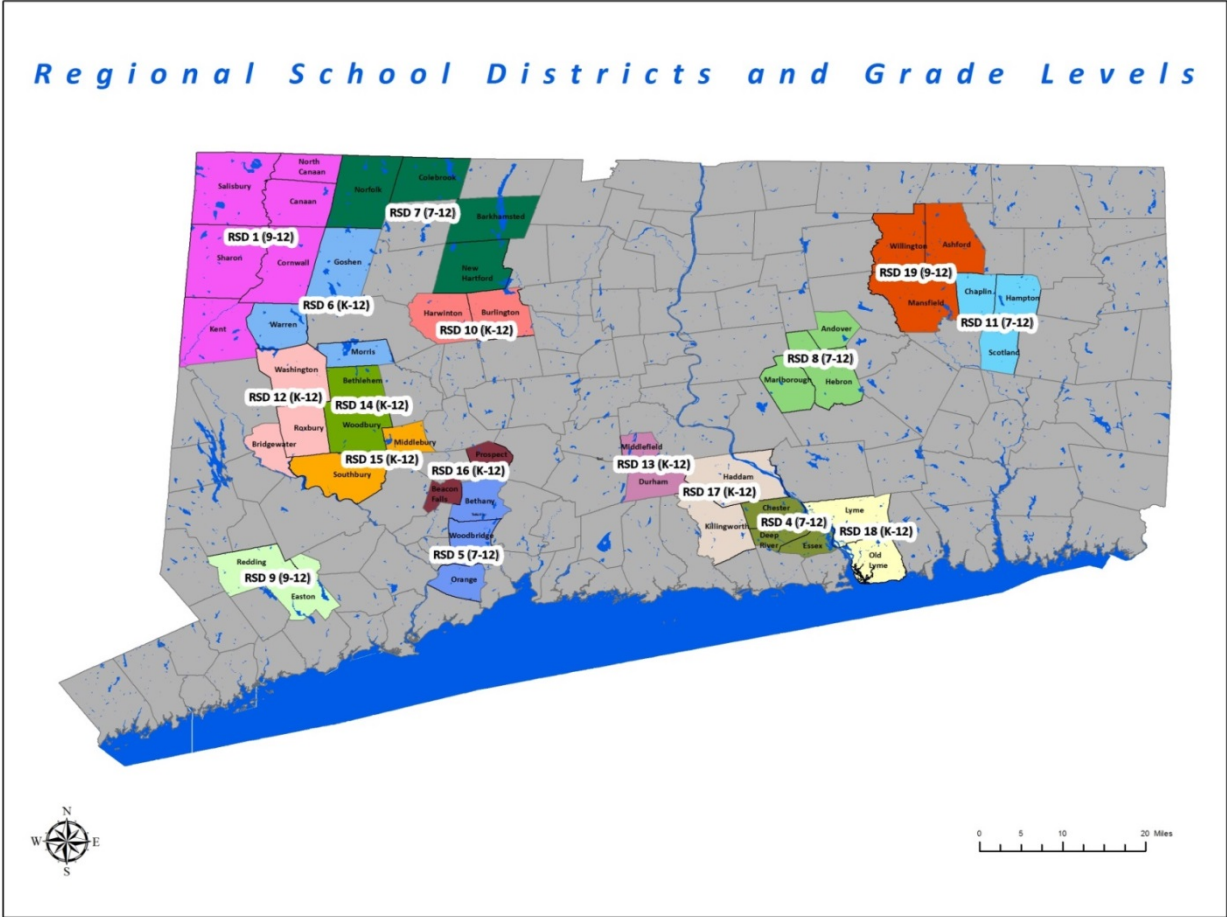 Regional School Districts and Grade Levels
North
Canaan
Salisbury
Canaan
Norfolk
Colebrook
RSD 7 (7-12)
Barkhamsted
RSD 1 (9-12)
Sharon
Cornwall
Goshen
New
Hartford
Willington
Ashford
RSD 19 (9-12)
Mansfield
Chaplin
Hampton
RSD 11 (7-12)
Scotland
RSD 6 (K-12)
Kent
Warren
Harwinton
Burlington
RSD 10 (K-12)
Andover
RSD 8 (7-12)
Marlborough
Hebron
Morris
Washington
Bethlehem
RSD 12 (K-12)
RSD 14 (K-12)
Roxbury
Woodbury
Bridgewater
Middlebury
RSD 15 (K-12)
Southbury
Prospect
RSD 16 (K-12)
Beacon
Falls
Bethany
Woodbridge
RSD 5 (7-12)
Orange
Middlefield
RSD 13 (K-12)
Durham
Haddam
RSD 17 (K-12)
Killingworth
Chester
RSD 4 (7-12)
Deep
River
Essex
Lyme
RSD 18 (K-12)
Old
Lyme
Redding
RSD 9 (9-12)
Easton
N
W
E
S
0 5 10 20 Miles